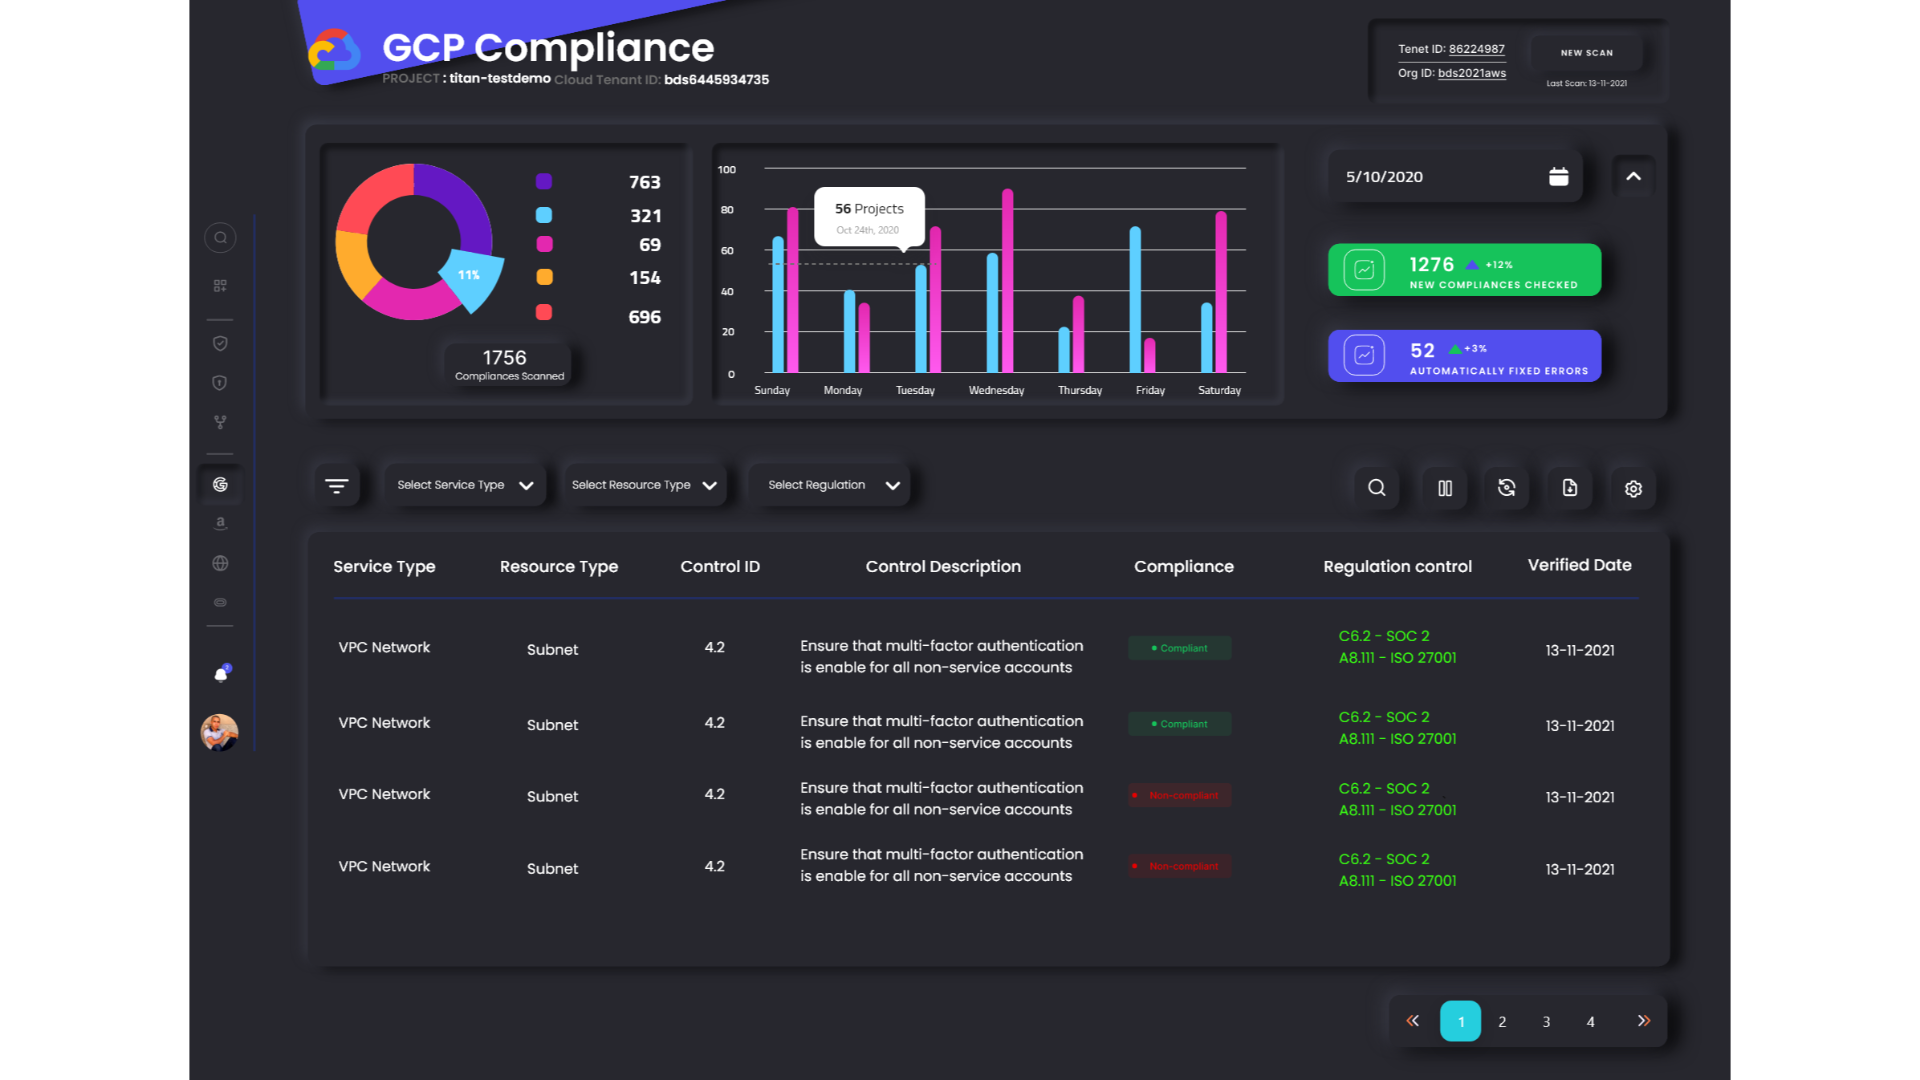 GCP Compliance
PROJECT : titan-testdemo Cloud Tenant ID: bds6445934735
Tenet ID: 86224987
Org ID: bds2021aws
NEW SCAN
Last Scan: 13-11-2021
763
321
69
154
696
11%
1756
Compliances Scanned
100
80
60
40
20
0
56 Projects
Oct 24th, 2020
Sunday Monday Tuesday Wednesday Thursday Friday Saturday
5/10/2020
1276 +12%
NEW COMPLIANCES CHECKED
52 +3%
AUTOMATICALLY FIXED ERRORS
a
2
Select Service Type
Select Resource Type
Select Regulation
Service Type Resource Type Control ID Control Description Compliance Regulation control Verified Date
VPC Network Subnet 4.2 Ensure that multi-factor authentication
is enable for all non-service accounts
Compliant
C6.2 - SOC 2
A8.111 - ISO 27001
13-11-2021
VPC Network Subnet 4.2 Ensure that multi-factor authentication
is enable for all non-service accounts
Compliant
C6.2 - SOC 2
A8.111 - ISO 27001
13-11-2021
VPC Network Subnet 4.2 Ensure that multi-factor authentication
is enable for all non-service accounts
Non-compliant
C6.2 - SOC 2
A8.111 - ISO 27001
13-11-2021
VPC Network Subnet 4.2 Ensure that multi-factor authentication
is enable for all non-service accounts
Non-compliant
C6.2 - SOC 2
A8.111 - ISO 27001
13-11-2021
1 2 3 4